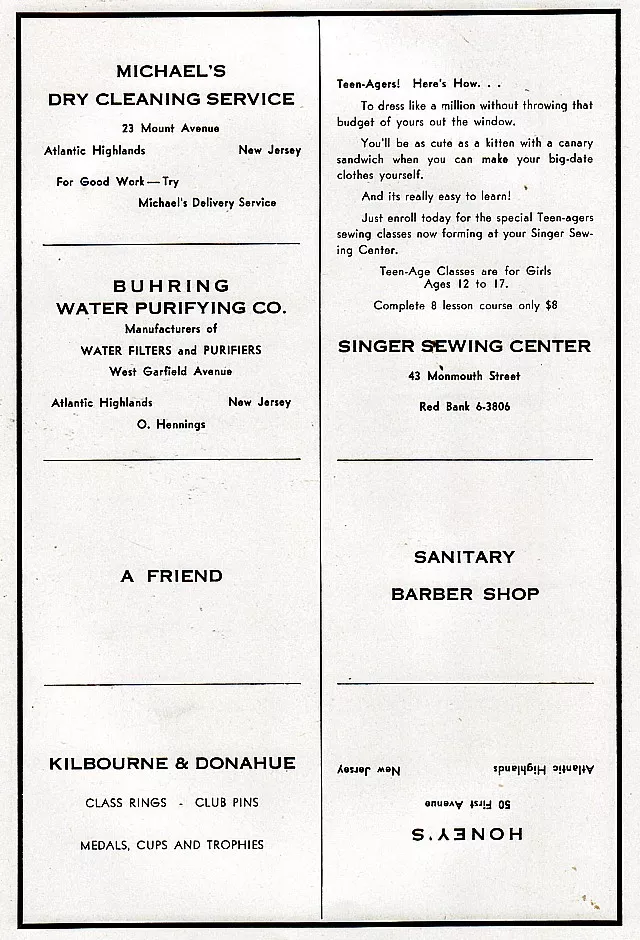 MICHAEL'S
DRY CLEANING SERVICE
23 Mount Avenue
Atlantic Highlands New Jersey
For Good Work—Try
Michael's Delivery Service
BUHRING
WATER PURIFYING CO.
Manufacturers of
WATER FILTERS and PURIFIERS
West Garfield Avenue
Atlantic Highlands New Jersey
O. Hennings
A FRIEND
KILBOURNE & DONAHUE
CLASS RINGS - CLUB PINS
MEDALS, CUPS AND TROPHIES
Teen-Agers! Here's How. . .
To dress like a million without throwing that
budget of yours out the window.
You'll be as cute as a kitten with a canary
sandwich when you can make your big-date
clothes yourself.
And its really easy to learn!
Just enroll today for the special Teen-agers
sewing classes now forming at your Singer Sew-
ing Center.
Teen-Age Classes are for Girls
Ages 12 to 17.
Complete 8 lesson course only $8
SINGER SEWING CENTER
43 Monmouth Street
Red Bank 6-3806
SANITARY
BARBER SHOP
HONEY'S
50 First Avenue
Atlantic Highlands New Jersey